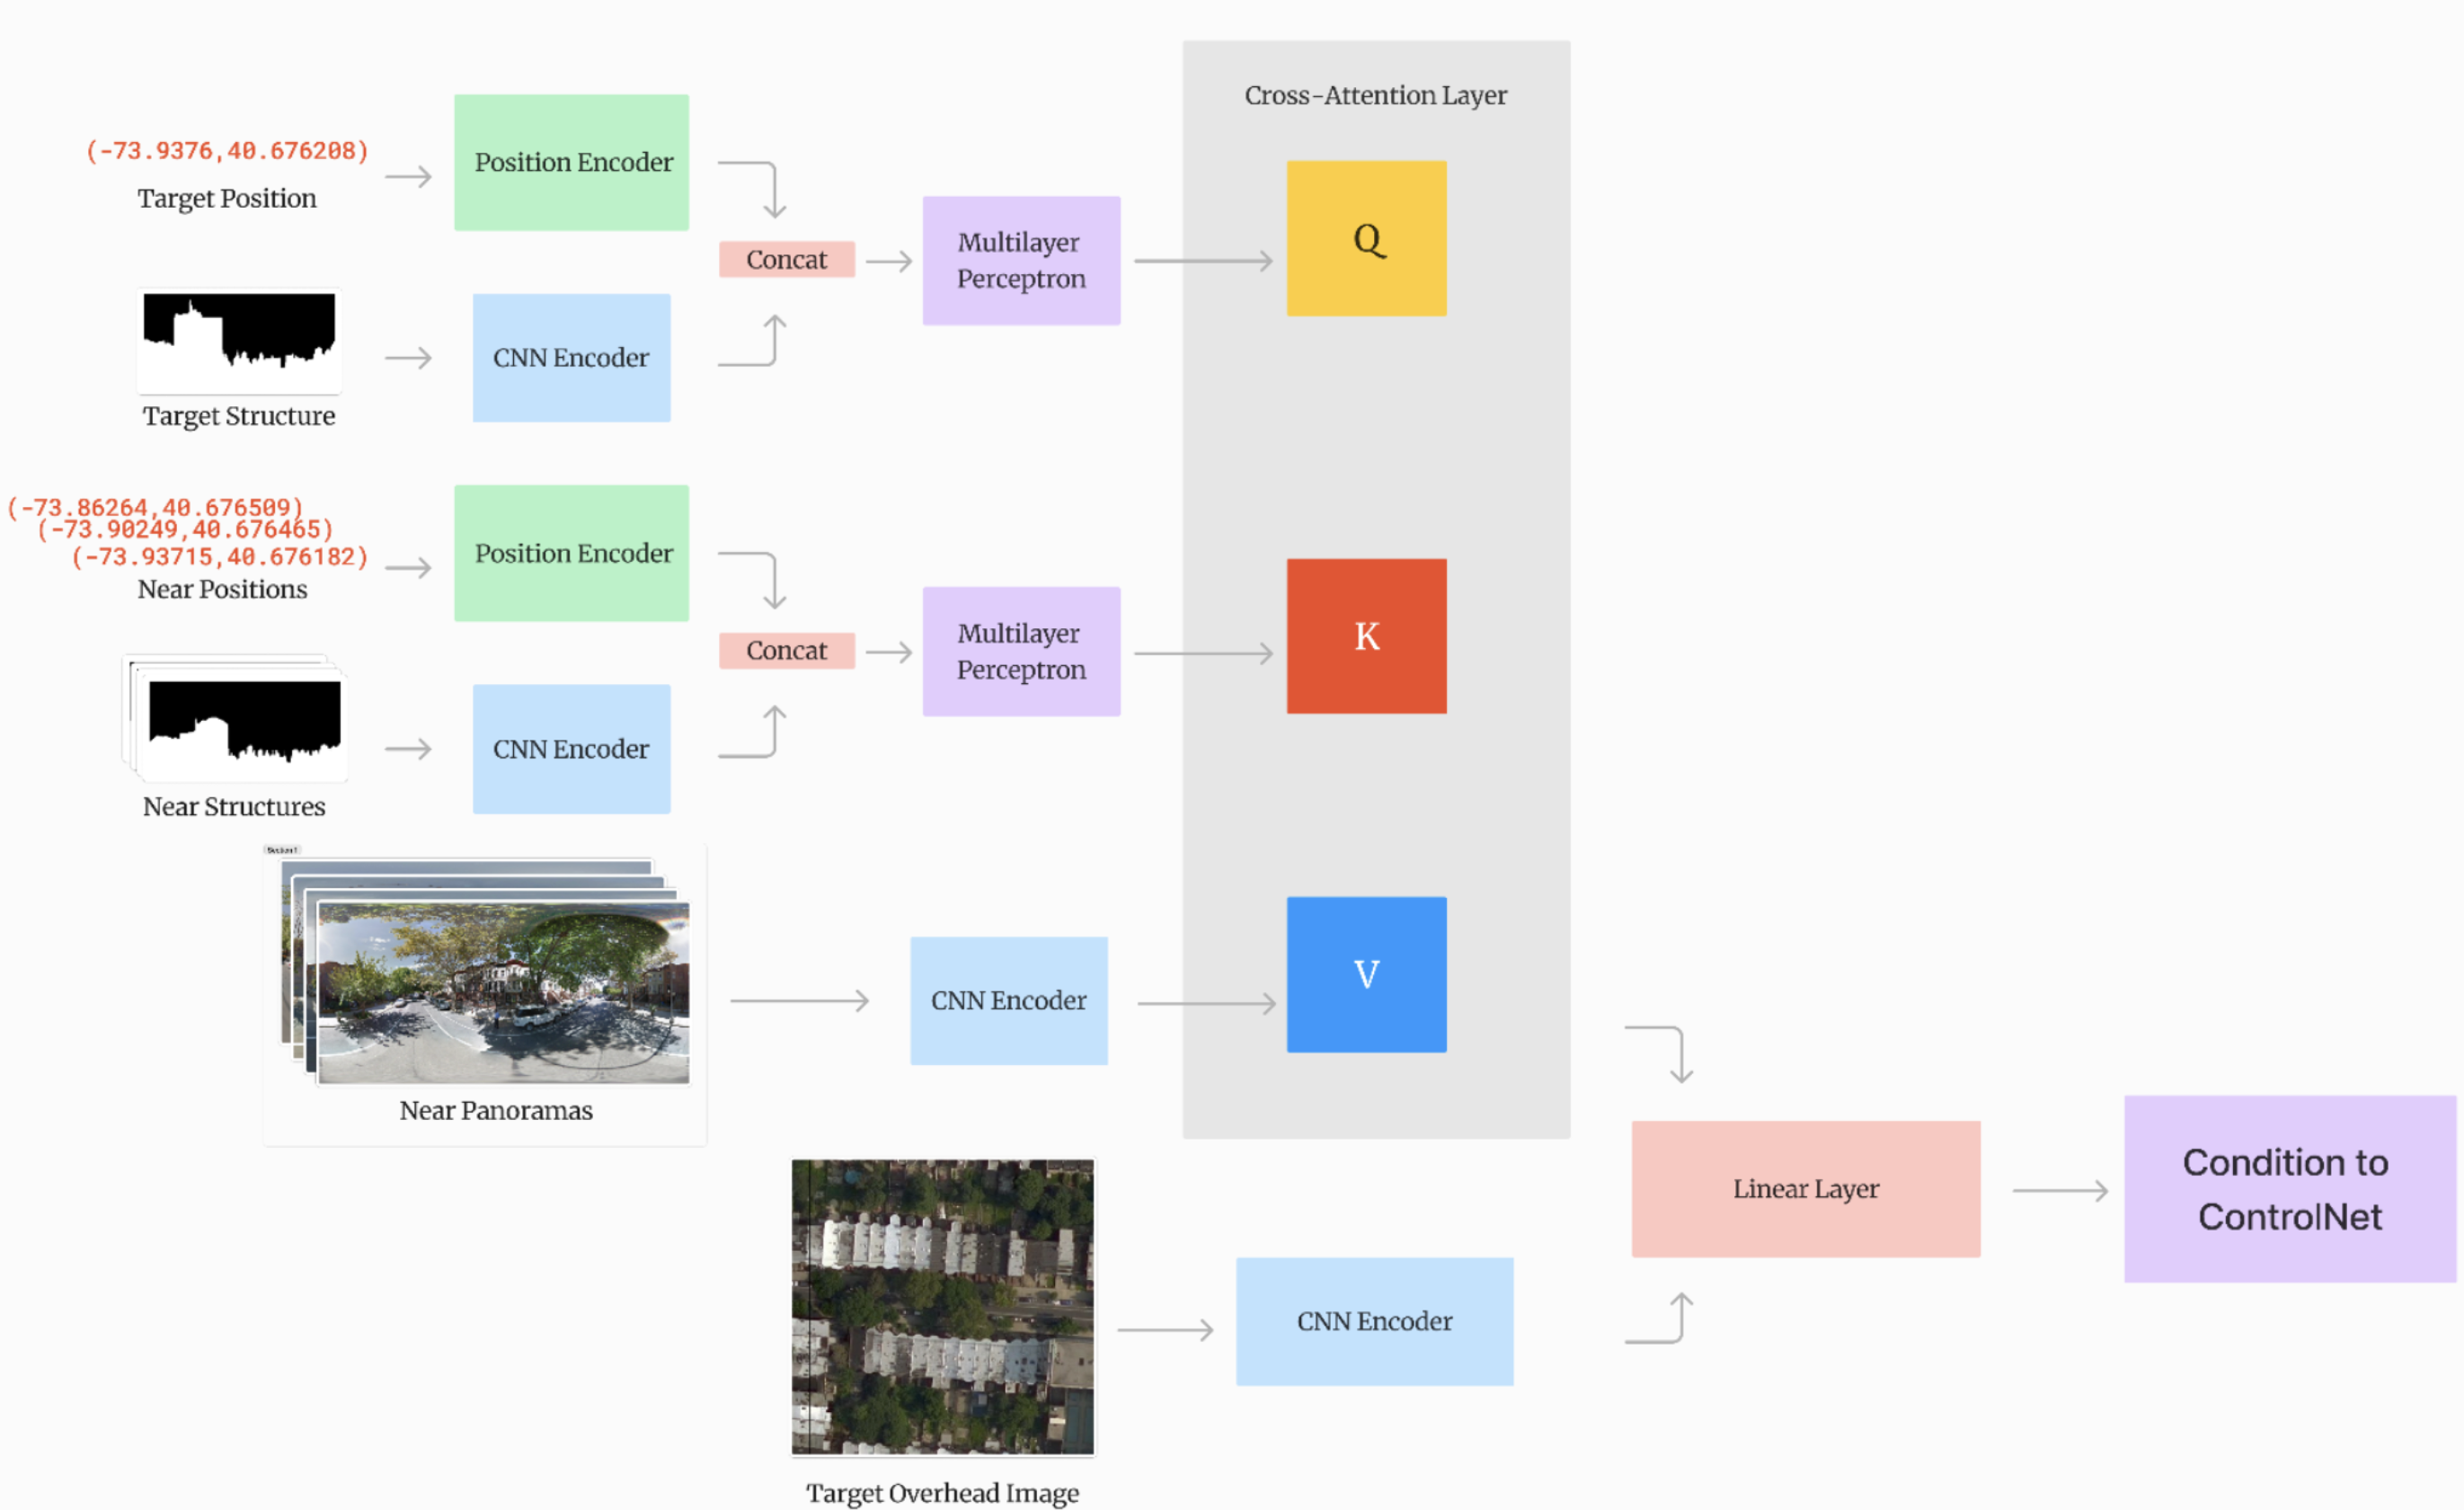 Cross-Attention Layer
(-73.9376,40.676208)
Target Position
Position Encoder
Concat
Multilayer
Perceptron
Q
Target Structure
CNN Encoder
(-73.86264,40.676509)
(-73.90249,40.676465)
(-73.93715,40.676182)
Near Positions
Position Encoder
Concat
Multilayer
Perceptron
K
Near Structures
CNN Encoder
Section 1
Near Panoramas
CNN Encoder
V
Target Overhead Image
CNN Encoder
Linear Layer
Condition to
ControlNet